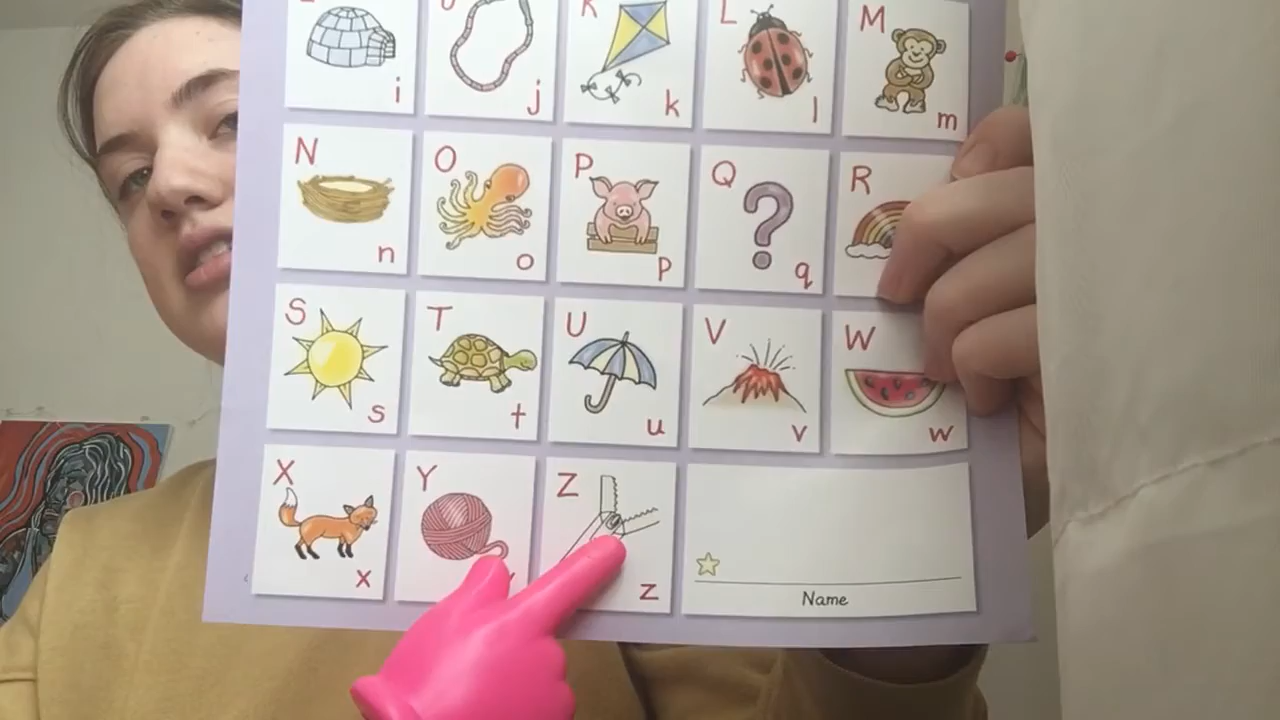 J K L M
i j k l m
N O P Q R
n o p q
S T U V W
s t u v w
X Y Z
x z
Name